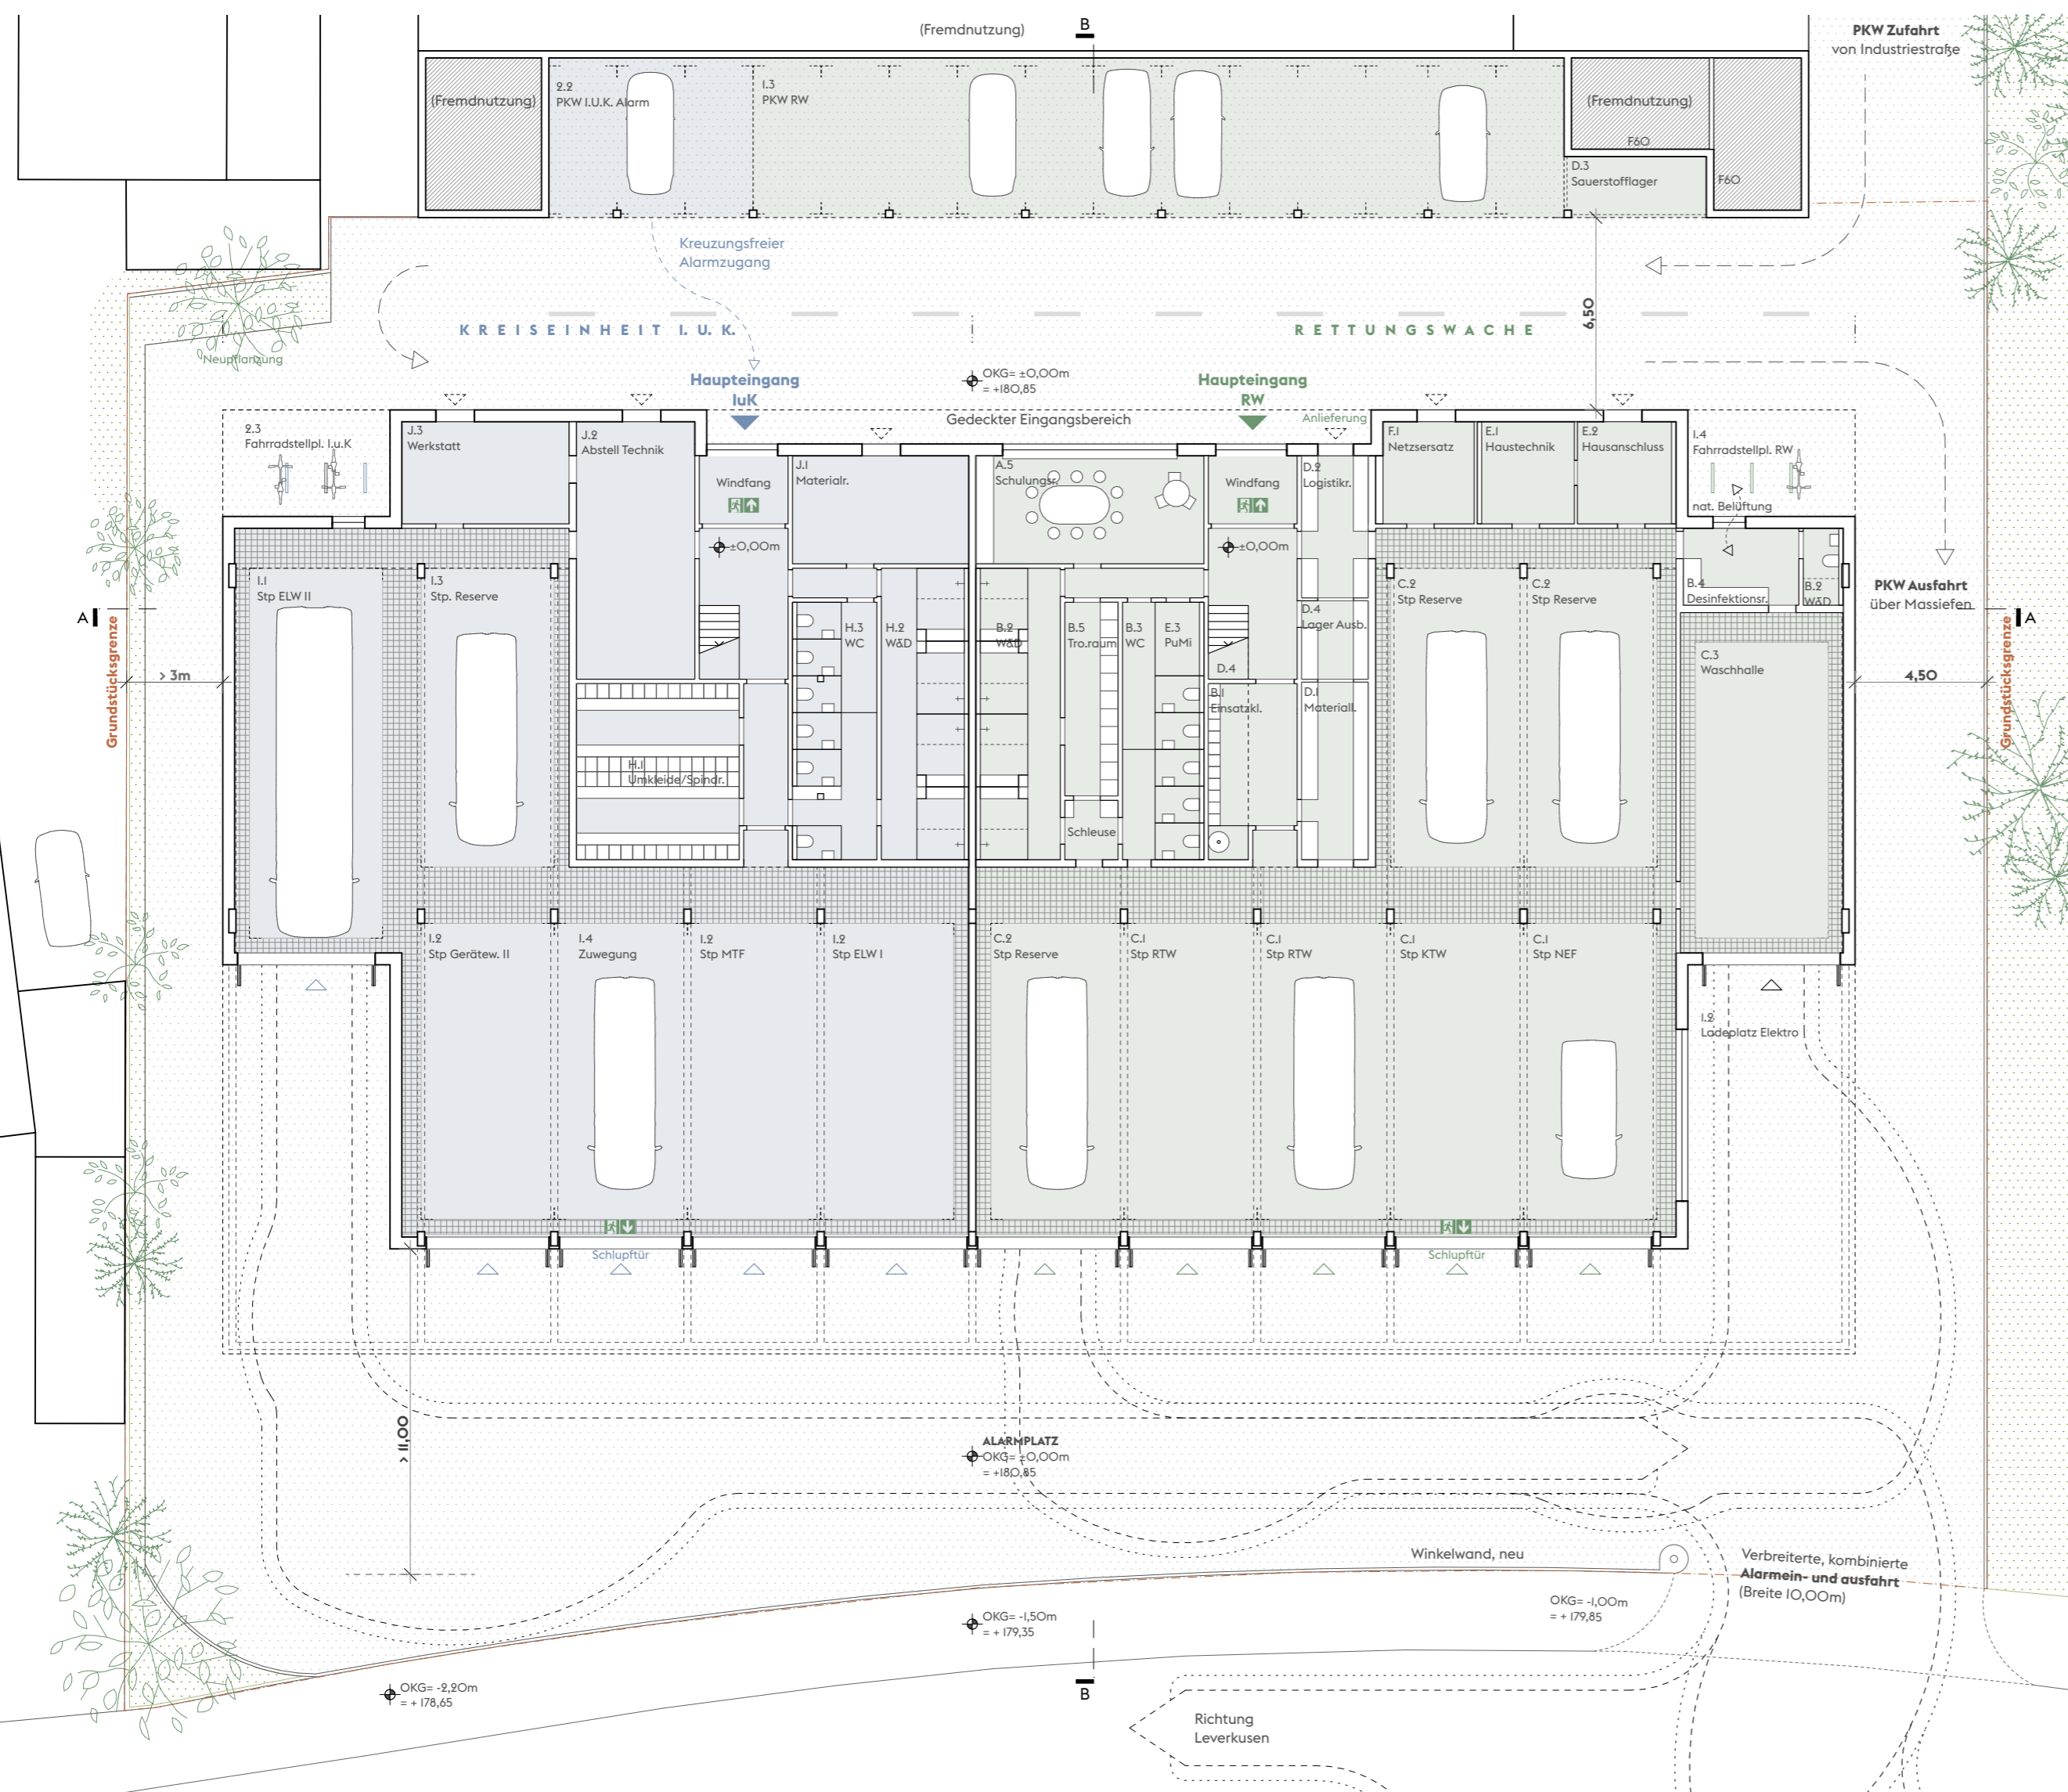 (Fremdnutzung)
B
PKW Zufahrt
von Industriestraße
(Fremdnutzung)
2.2
PKW I.U.K. Alarm
1.3
PKW RW
(Fremdnutzung)
F60
F60
D.3
Sauerstofflager
Kreuzungsfreier
Alarmzugang
6,50
KREISEINHEIT I.U.K.
RETTUNGSWACHE
Neupflanzung
Haupteingang
IuK
OKG= ±0,00m
= +180,85
Haupteingang
RW
Gedeckter Eingangsbereich
Anlieferung
2.3
Fahrradstellpl. I.u.K
J.3
Werkstatt
J.2
Abstell Technik
Windfang
J.1
Materialr.
A.5
Schulungsr.
Windfang
D.2
Logistikr.
F.1
Netzsersatz
E.1
Haustechnik
E.2
Hausanschluss
1.4
Fahrradstellpl. RW
nat. Belüftung
±0,00m
±0,00m
I.1
Stp ELW II
I.3
Stp. Reserve
C.2
Stp Reserve
C.2
Stp Reserve
B.4
Desinfektionsr.
B.2
W&D
PKW Ausfahrt
über Massiefen
A
A
Grundstücksgrenze
Grundstücksgrenze
H.3
WC
H.2
W&D
B.2
W&D
B.5
Tro.raum
B.3
WC
E.3
PuMi
D.4
D.4
Lager Ausb.
> 3m
C.3
Waschhalle
4,50
B.1
Einsatzkl.
D.1
Materiall.
H.1
Umkleide/Spindr.
Schleuse
I.2
Stp Gerätew. II
I.4
Zuwegung
I.2
Stp MTF
I.2
Stp ELW I
C.2
Stp Reserve
C.1
Stp RTW
C.1
Stp RTW
C.1
Stp KTW
C.1
Stp NEF
1.2
Ladeplatz Elektro
Schlupftür
Schlupftür
> 11,00
ALARMPLATZ
OKG= ±0,00m
= +180,85
Winkelwand, neu
Verbreiterte, kombinierte
Alarmein- und ausfahrt
(Breite 10,00m)
OKG= -1,00m
= + 179,85
OKG= -1,50m
= + 179,35
OKG= -2,20m
= + 178,65
B
Richtung
Leverkusen